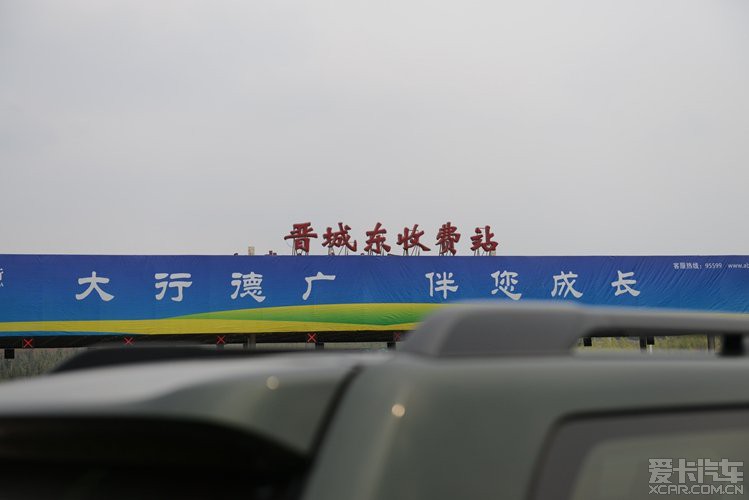 晋城东收费站
客服热线：95599
大行德广 伴您成长
爱卡汽车
XCAR.COM.CN